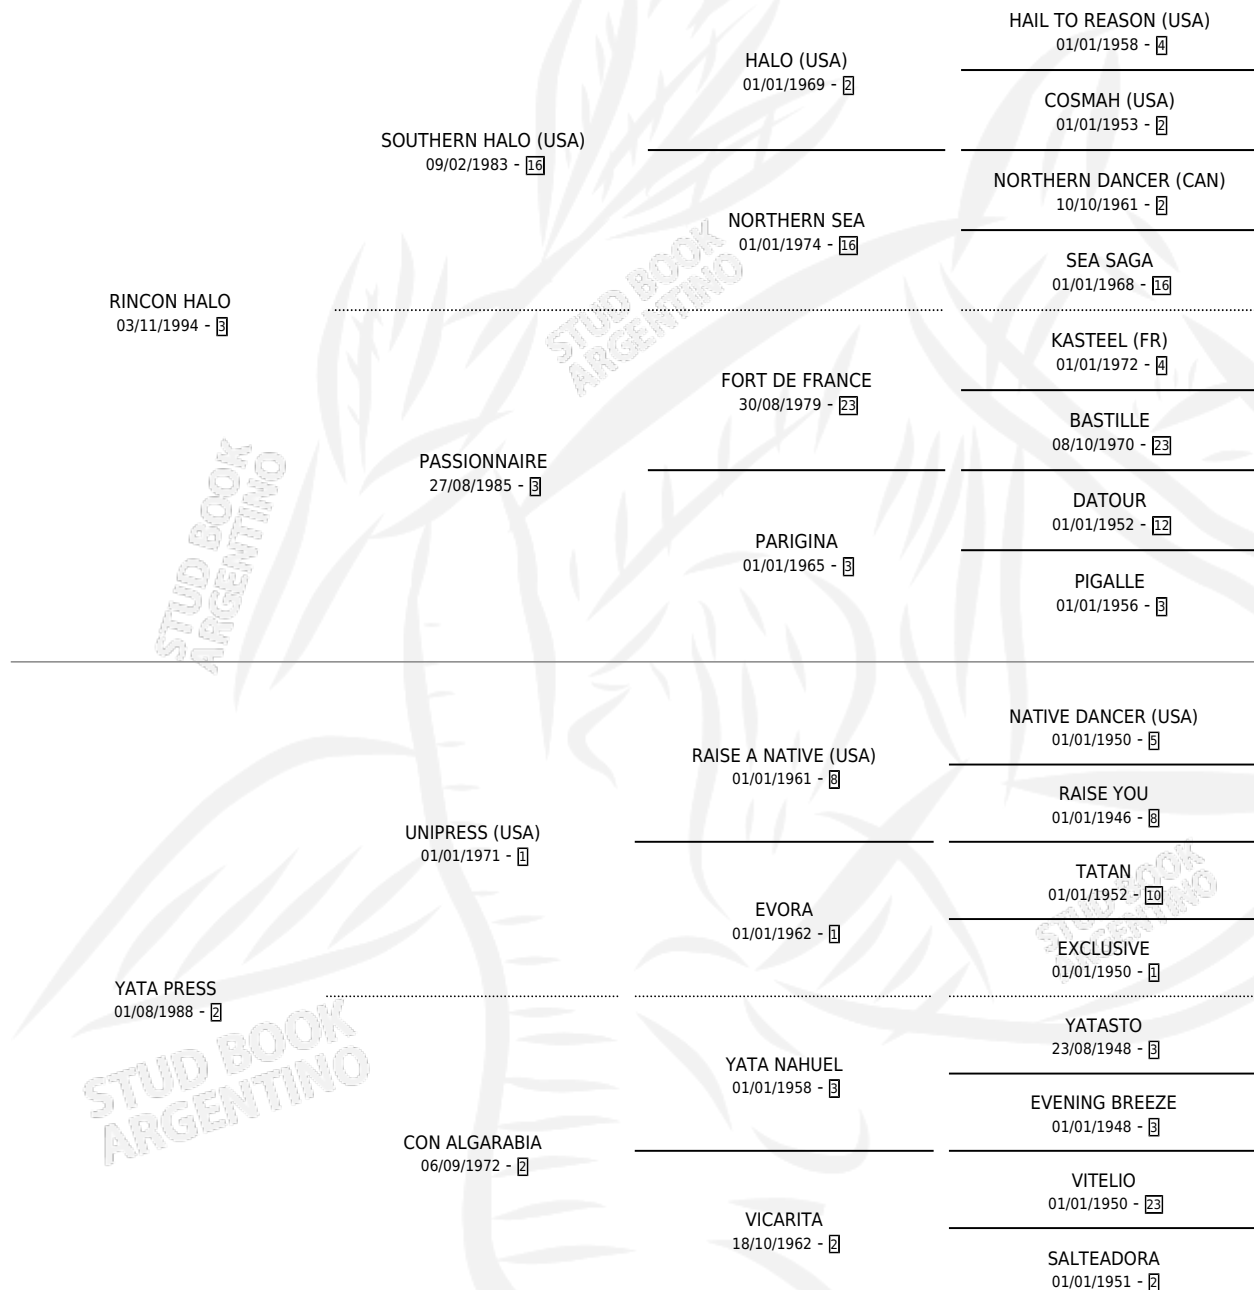 HAIL TO REASON (USA)
01/01/1958 - 4
HALO (USA)
01/01/1969 - 2
COSMAH (USA)
01/01/1953 - 2
SOUTHERN HALO (USA)
09/02/1983 - 16
NORTHERN DANCER (CAN)
10/10/1961 - 2
NORTHERN SEA
01/01/1974 - 16
SEA SAGA
01/01/1968 - 16
RINCON HALO
03/11/1994 - 3
STUD BOOK
ARGENTINO
KASTEEL (FR)
01/01/1972 - 4
FORT DE FRANCE
30/08/1979 - 23
BASTILLE
08/10/1970 - 23
PASSIONNAIRE
27/08/1985 - 3
DATOUR
01/01/1952 - 12
PARIGINA
01/01/1965 - 3
PIGALLE
01/01/1956 - 3
STUD BOOK
ARGENTINO
NATIVE DANCER (USA)
01/01/1950 - 5
RAISE A NATIVE (USA)
01/01/1961 - 8
RAISE YOU
01/01/1946 - 8
UNIPRESS (USA)
01/01/1971 - 1
TATAN
01/01/1952 - 10
EVORA
01/01/1962 - 1
EXCLUSIVE
01/01/1950 - 1
STUD BOOK
ARGENTINO
YATA PRESS
01/08/1988 - 2
YATASTO
23/08/1948 - 3
YATA NAHUEL
01/01/1958 - 3
EVENING BREEZE
01/01/1948 - 3
STUD BOOK
ARGENTINO
CON ALGARABIA
06/09/1972 - 2
VITELIO
01/01/1950 - 23
VICARITA
18/10/1962 - 2
SALTEADORA
01/01/1951 - 2